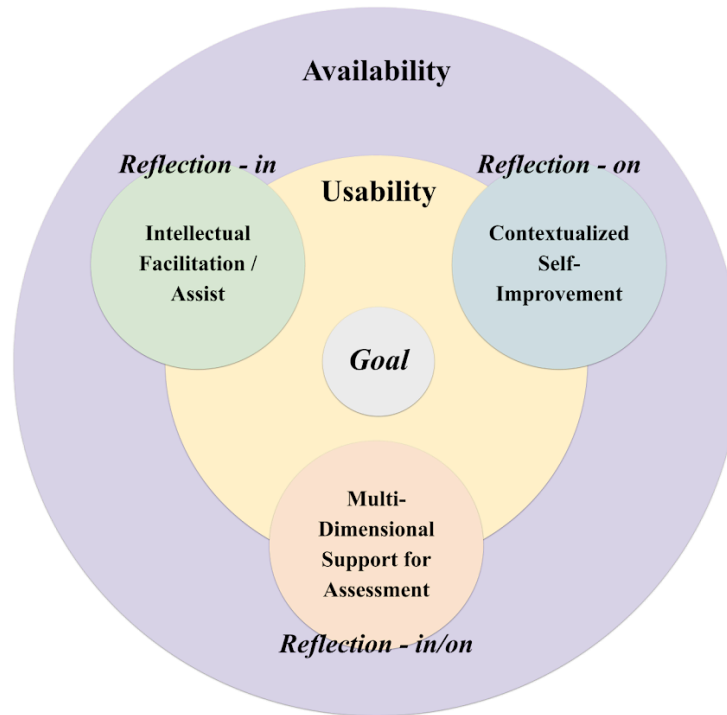 Availability
Reflection - in
Reflection - on
Usability
Intellectual
Facilitation /
Assist
Contextualized
Self-
Improvement
Goal
Multi-
Dimensional
Support for
Assessment
Reflection - in/on